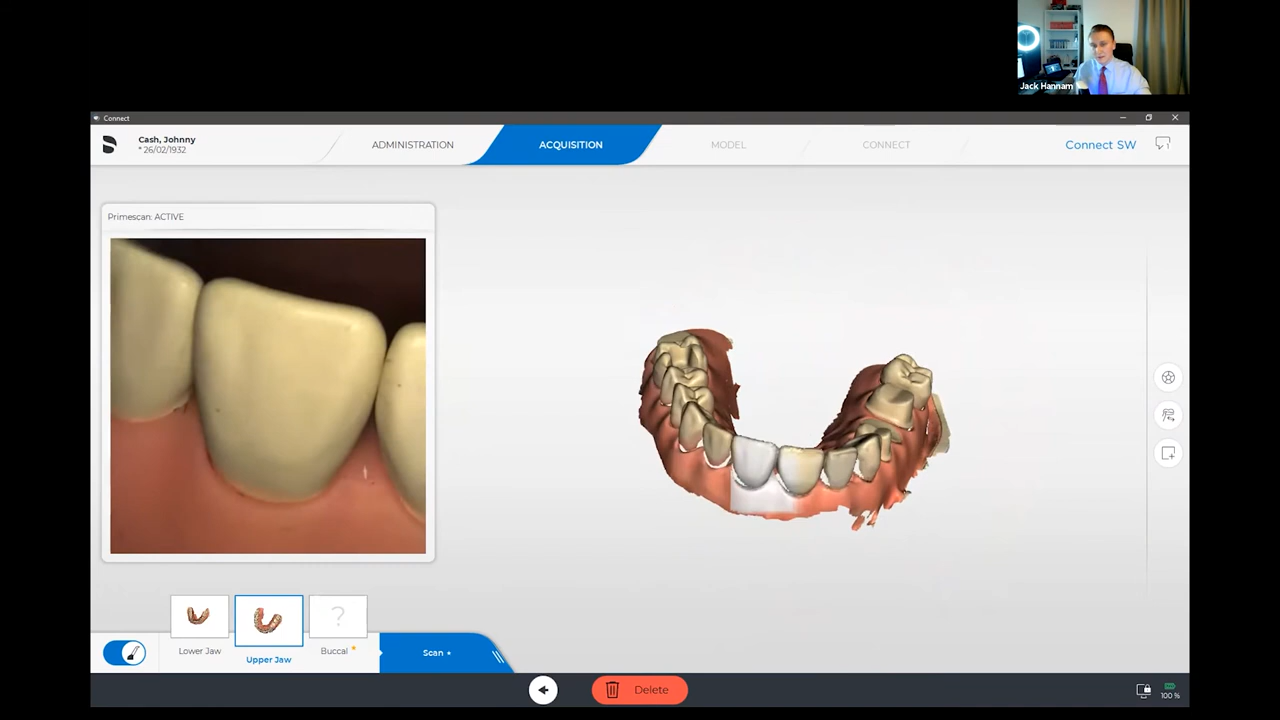 Jack Hannam
Connect
Cash, Johnny
* 26/02/1932
ADMINISTRATION
ACQUISITION
MODEL
CONNECT
Connect SW
Primescan: ACTIVE
?
Lower Jaw
Upper Jaw
Buccal
Scan
Delete
100 %